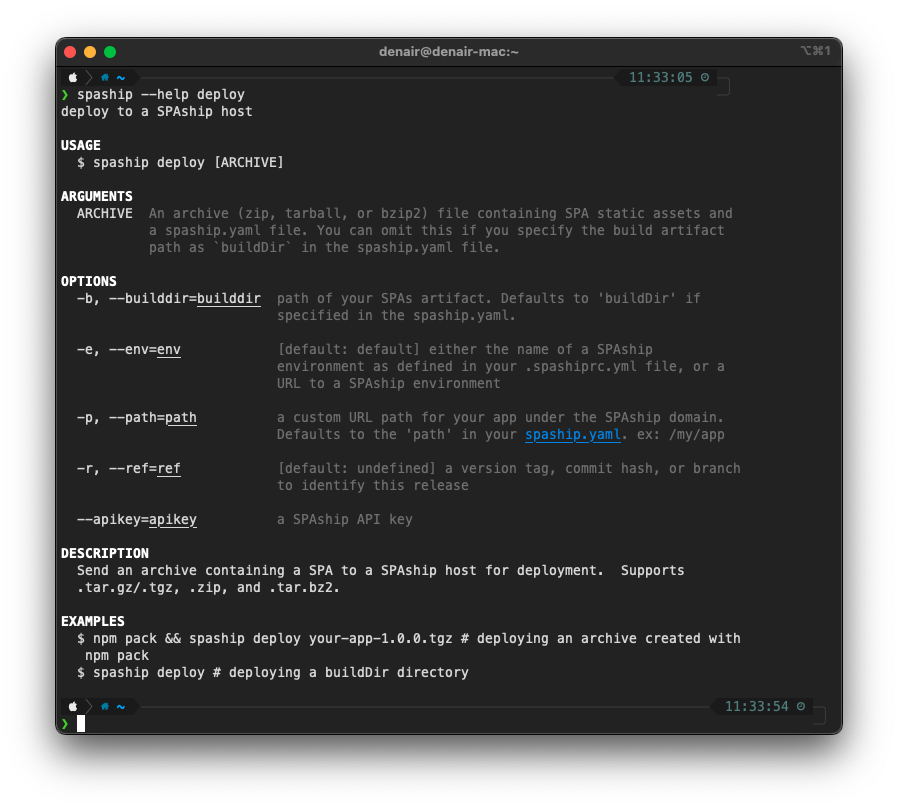 denair@denair-mac:~ ⌥⌘1
~ 11:33:05
❯ spaship --help deploy
deploy to a SPAship host
USAGE
$ spaship deploy [ARCHIVE]
ARGUMENTS
ARCHIVE An archive (zip, tarball, or bzip2) file containing SPA static assets and
a spaship.yaml file. You can omit this if you specify the build artifact
path as `buildDir` in the spaship.yaml file.
OPTIONS
-b, --builddir=builddir path of your SPAs artifact. Defaults to 'buildDir' if
specified in the spaship.yaml.
-e, --env=env [default: default] either the name of a SPAship
environment as defined in your .spashiprc.yml file, or a
URL to a SPAship environment
-p, --path=path a custom URL path for your app under the SPAship domain.
Defaults to the 'path' in your spaship.yaml. ex: /my/app
-r, --ref=ref [default: undefined] a version tag, commit hash, or branch
to identify this release
--apikey=apikey a SPAship API key
DESCRIPTION
Send an archive containing a SPA to a SPAship host for deployment.  Supports
.tar.gz/.tgz, .zip, and .tar.bz2.
EXAMPLES
$ npm pack && spaship deploy your-app-1.0.0.tgz # deploying an archive created with
npm pack
$ spaship deploy # deploying a buildDir directory
~ 11:33:54
❯